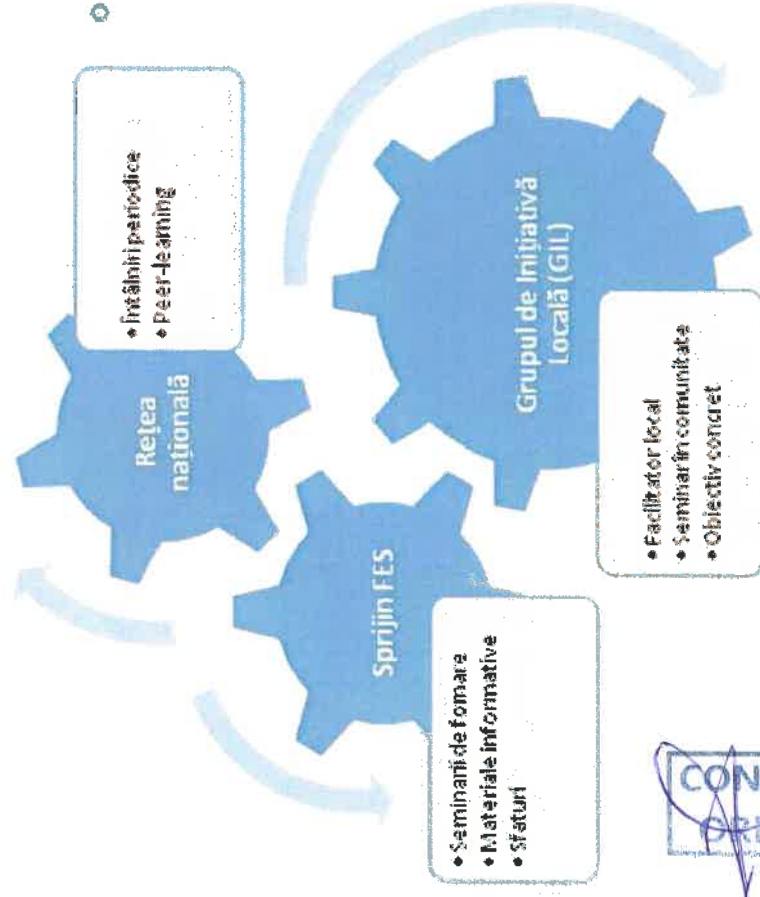 Rețea
națională
• Întâlniri periodice
• Peer-learning
Sprijin FES
• Seminarii de fomare
• Materiale informative
• Sfaturi
Grupul de Inițiativă
Locală (GIL)
• Facilitator local
• Seminar în comunitate
• Obiectiv concret
CON